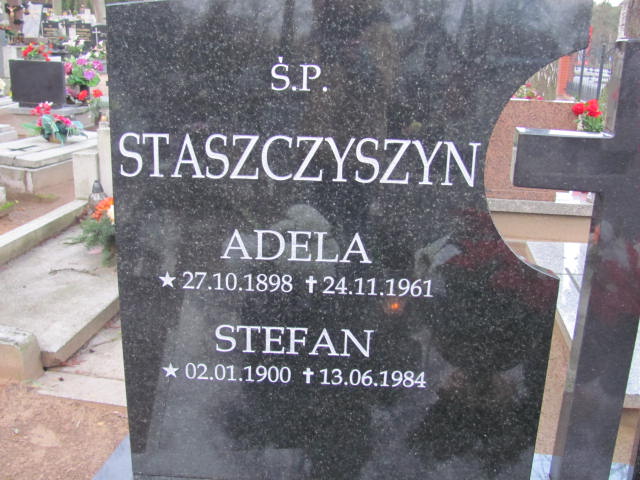 Ś.P.
STASZCZYSZYN
ADELA
★ 27.10.1898 ✝ 24.11.1961
STEFAN
★ 02.01.1900 ✝ 13.06.1984